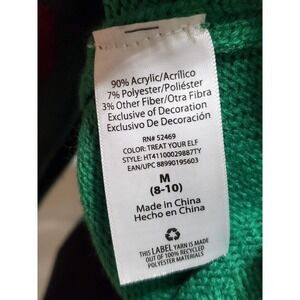 90% Acrylic/Acrílico
7% Polyester/Poliéster
3% Other Fiber/Otra Fibra
Exclusive of Decoration
Exclusivo De Decoración
RN# 52469
COLOR: TREAT YOUR ELF
STYLE: HT41100029BB7TY
EAN/UPC 88990195603
M
(8-10)
Made in China
Hecho en China
THIS LABEL YARN IS MADE
OUT OF 100% RECYCLED
POLYESTER MATERIALS